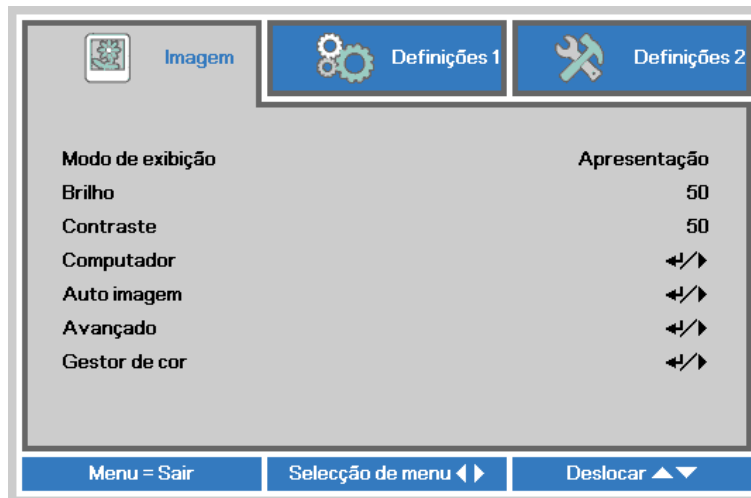 Imagem
Definições 1
Definições 2
Modo de exibição Apresentação
Brilho 50
Contraste 50
Computador ↵/▶
Auto imagem ↵/▶
Avançado ↵/▶
Gestor de cor ↵/▶
Menu = Sair
Selecção de menu ◀▶
Deslocar ▲▼